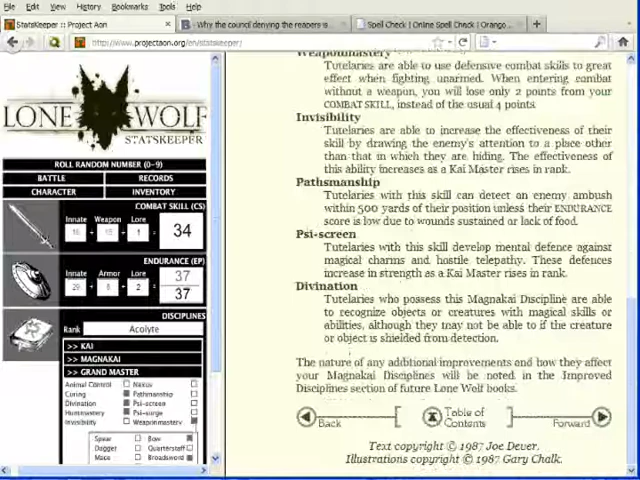 File Edit View History Bookmarks Tools Help
StatsKeeper :: Project Aon
- Why the council denying the reapers is...
Spell Check | Online Spell Check | Orango...
http://www.projectaon.org/en/statskeeper/
LONE WOLF
STATSKEEPER
ROLL RANDOM NUMBER (0-9)
BATTLE RECORDS
CHARACTER INVENTORY
COMBAT SKILL (CS)
Innate Weapon Lore
+ + 1 = 34
ENDURANCE (EP)
Innate Armor Lore 37
+ + 2 = 37
DISCIPLINES
Rank Acolyte
>> KAI
>> MAGNAKAI
>> GRAND MASTER
Animal Control Nexus
Curing Pathsmanship
Divination Psi-screen
Huntmastery Psi-surge
Invisibility Weaponmastery
Spear Bow
Dagger Quarterstaff
Mace Broadsword
Weaponmastery
Tutelaries are able to use defensive combat skills to great
effect when fighting unarmed. When entering combat
without a weapon, you will lose only 2 points from your
COMBAT SKILL, instead of the usual 4 points.
Invisibility
Tutelaries are able to increase the effectiveness of their
skill by drawing the enemy's attention to a place other
than that in which they are hiding. The effectiveness of
this ability increases as a Kai Master rises in rank.
Pathsmanship
Tutelaries with this skill can detect an enemy ambush
within 500 yards of their position unless their ENDURANCE
score is low due to wounds sustained or lack of food.
Psi-screen
Tutelaries with this skill develop mental defence against
magical charms and hostile telepathy. These defences
increase in strength as a Kai Master rises in rank.
Divination
Tutelaries who possess this Magnakai Discipline are able
to recognize objects or creatures with magical skills or
abilities, although they may not be able to if the creature
or object is shielded from detection.
The nature of any additional improvements and how they affect
your Magnakai Disciplines will be noted in the Improved
Disciplines section of future Lone Wolf books.
Back Table of Contents Forward
Text copyright © 1987 Joe Dever.
Illustrations copyright © 1987 Gary Chalk.